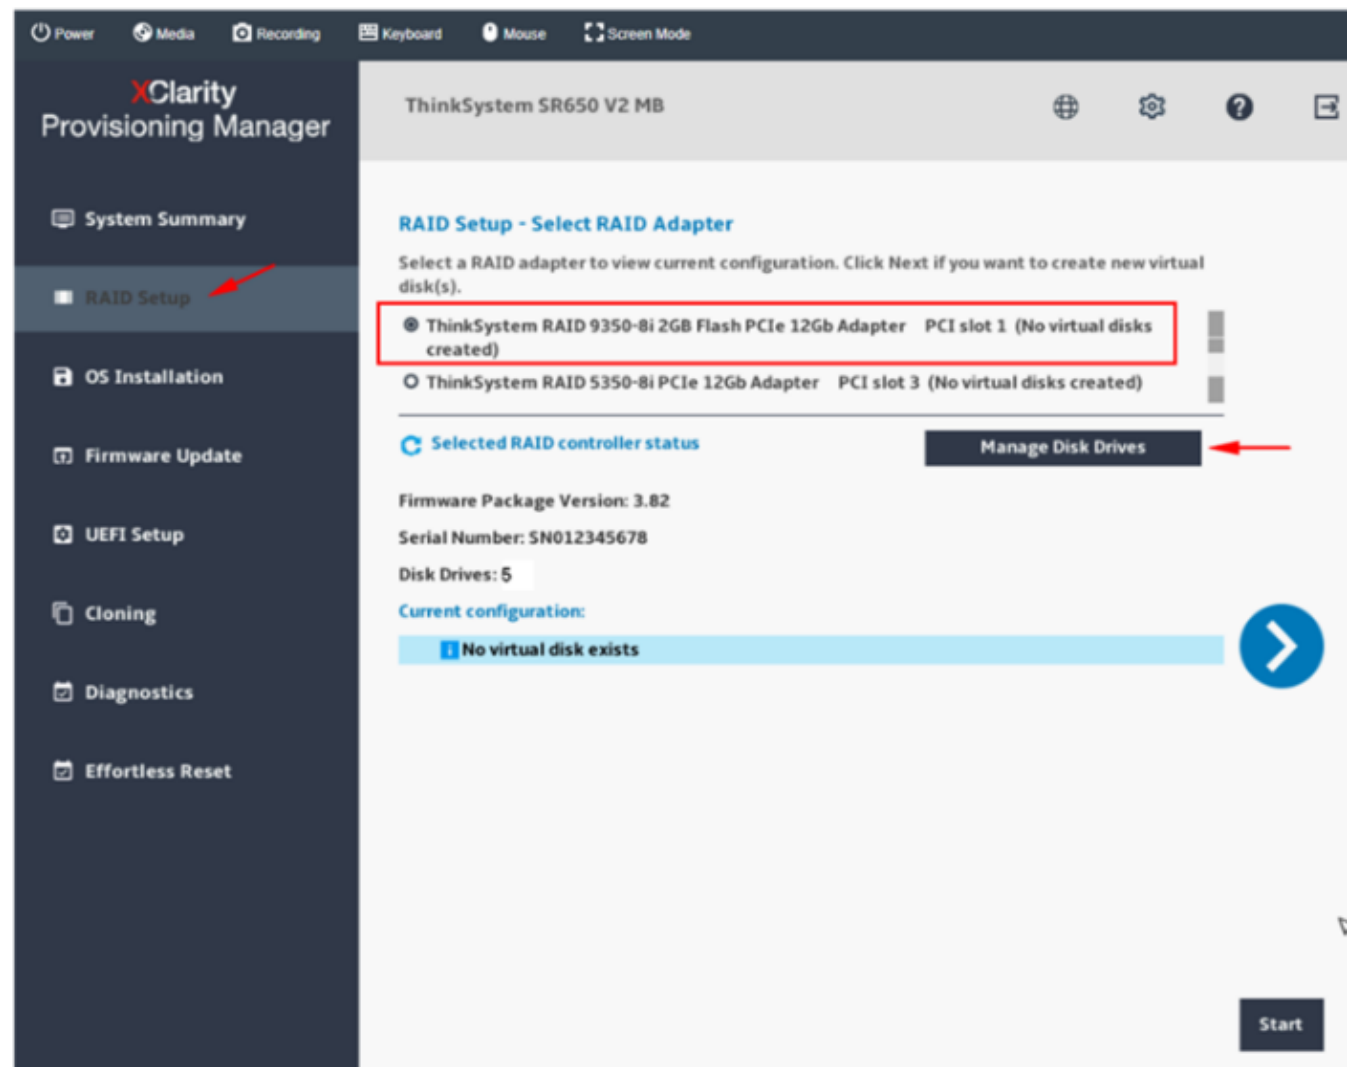 Power Media Recording Keyboard Mouse Screen Mode
XClarity
Provisioning Manager
ThinkSystem SR650 V2 MB
System Summary
RAID Setup
OS Installation
Firmware Update
UEFI Setup
Cloning
Diagnostics
Effortless Reset
RAID Setup - Select RAID Adapter
Select a RAID adapter to view current configuration. Click Next if you want to create new virtual
disk(s).
ThinkSystem RAID 9350-8i 2GB Flash PCIe 12Gb Adapter PCI slot 1 (No virtual disks
created)
ThinkSystem RAID 5350-8i PCIe 12Gb Adapter PCI slot 3 (No virtual disks created)
Selected RAID controller status
Manage Disk Drives
Firmware Package Version: 3.82
Serial Number: SN012345678
Disk Drives: 5
Current configuration:
No virtual disk exists
Start